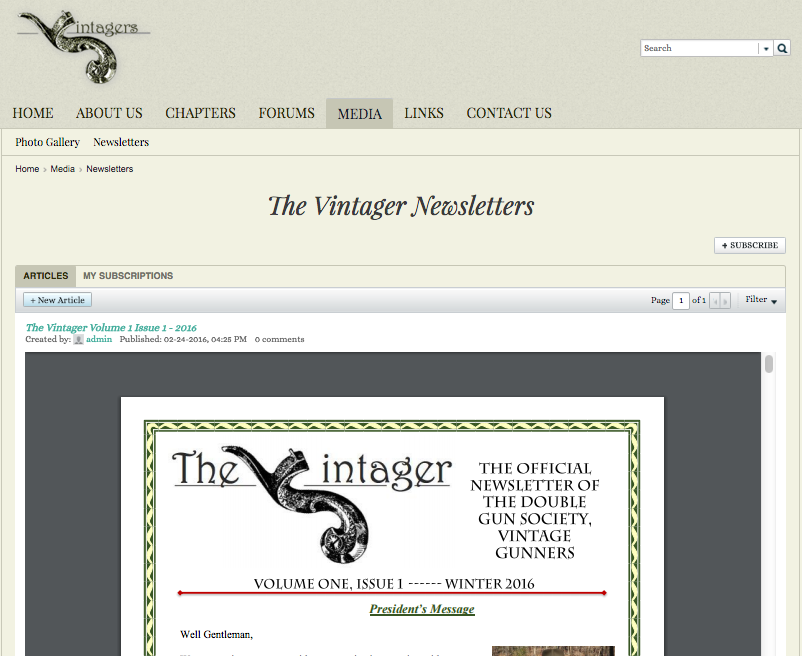 The Vintagers
Search
HOME ABOUT US CHAPTERS FORUMS MEDIA LINKS CONTACT US
Photo Gallery Newsletters
Home › Media › Newsletters
The Vintager Newsletters
+ SUBSCRIBE
ARTICLES MY SUBSCRIPTIONS
+ New Article Page 1 of 1 Filter
The Vintager Volume 1 Issue 1 - 2016
Created by: admin Published: 02-24-2016, 04:25 PM 0 comments
The Vintager
THE OFFICIAL
NEWSLETTER OF
THE DOUBLE
GUN SOCIETY,
VINTAGE
GUNNERS
VOLUME ONE, ISSUE 1 ------ WINTER 2016
President's Message
Well Gentleman,